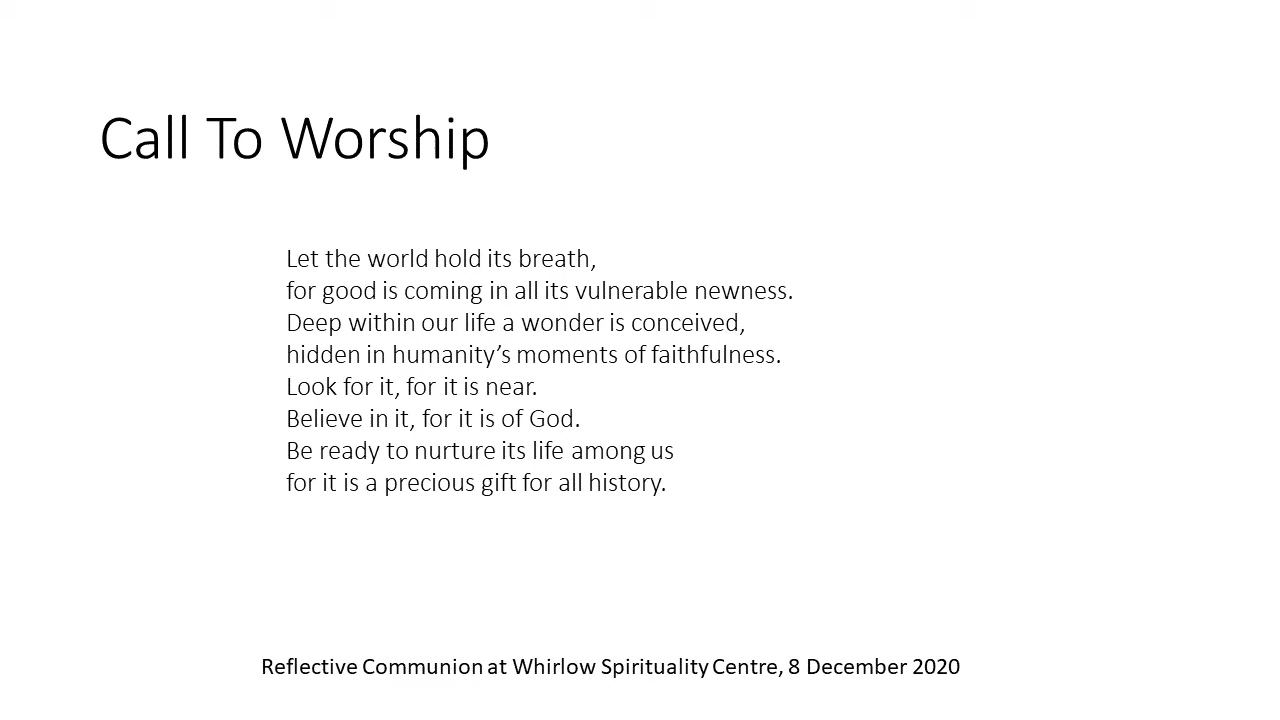 Call To Worship
Let the world hold its breath,
for good is coming in all its vulnerable newness.
Deep within our life a wonder is conceived,
hidden in humanity’s moments of faithfulness.
Look for it, for it is near.
Believe in it, for it is of God.
Be ready to nurture its life among us
for it is a precious gift for all history.
Reflective Communion at Whirlow Spirituality Centre, 8 December 2020